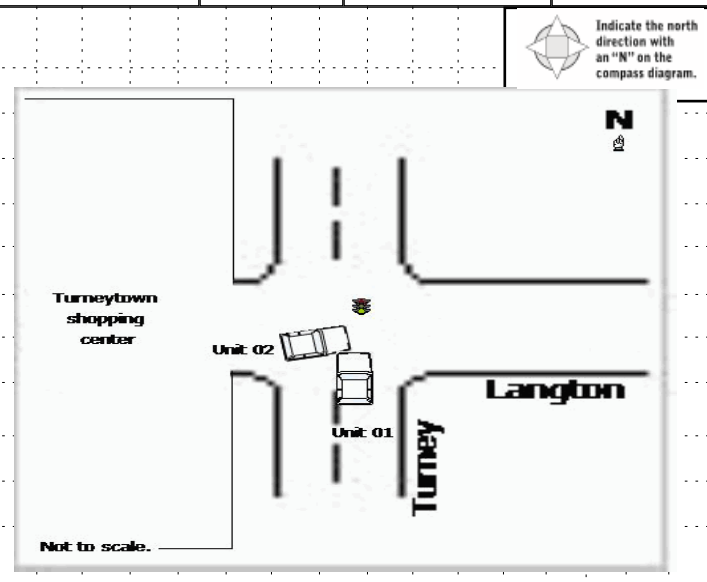 Indicate the north
direction with
an “N” on the
compass diagram.
N
Turneytown
shopping
center
Unit 02
Langton
Unit 01
Turney
Not to scale.